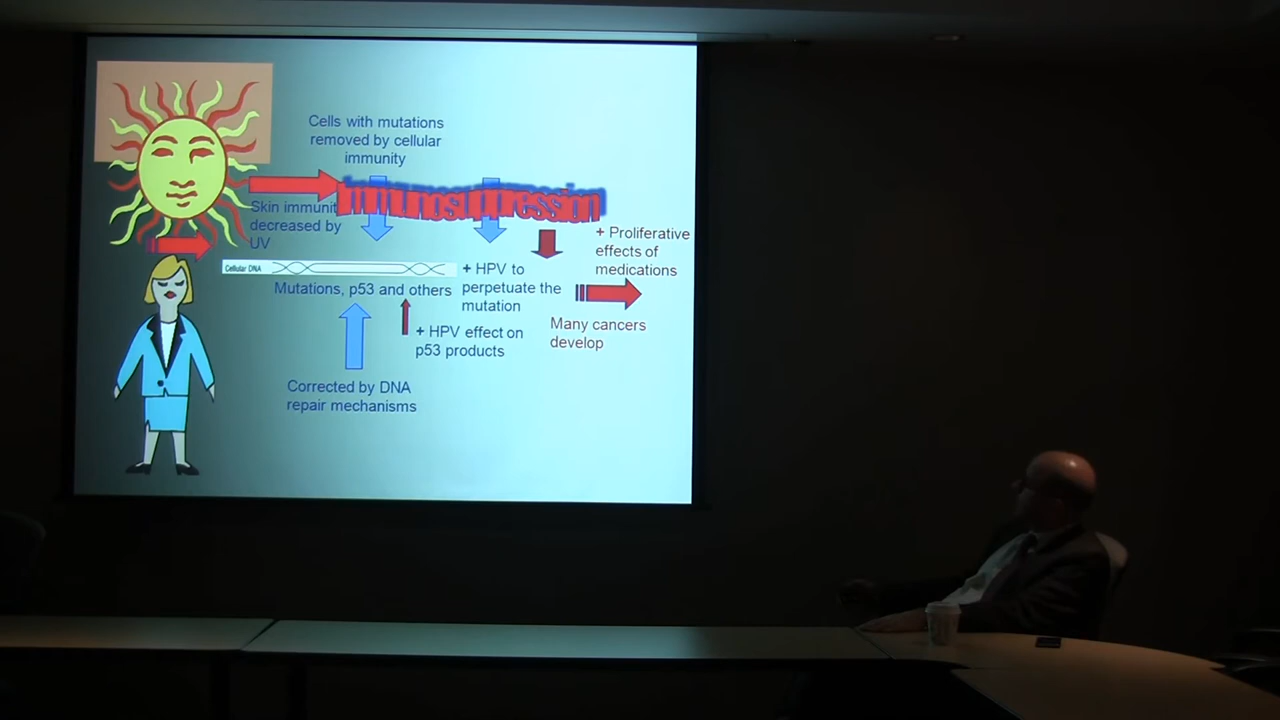 Cells with mutations
removed by cellular
immunity
Immunosuppression
Skin immunit
decreased by
UV
+ Proliferative
effects of
medications
Cellular DNA
+ HPV to
perpetuate the
mutation
Mutations, p53 and others
Many cancers
develop
+ HPV effect on
p53 products
Corrected by DNA
repair mechanisms